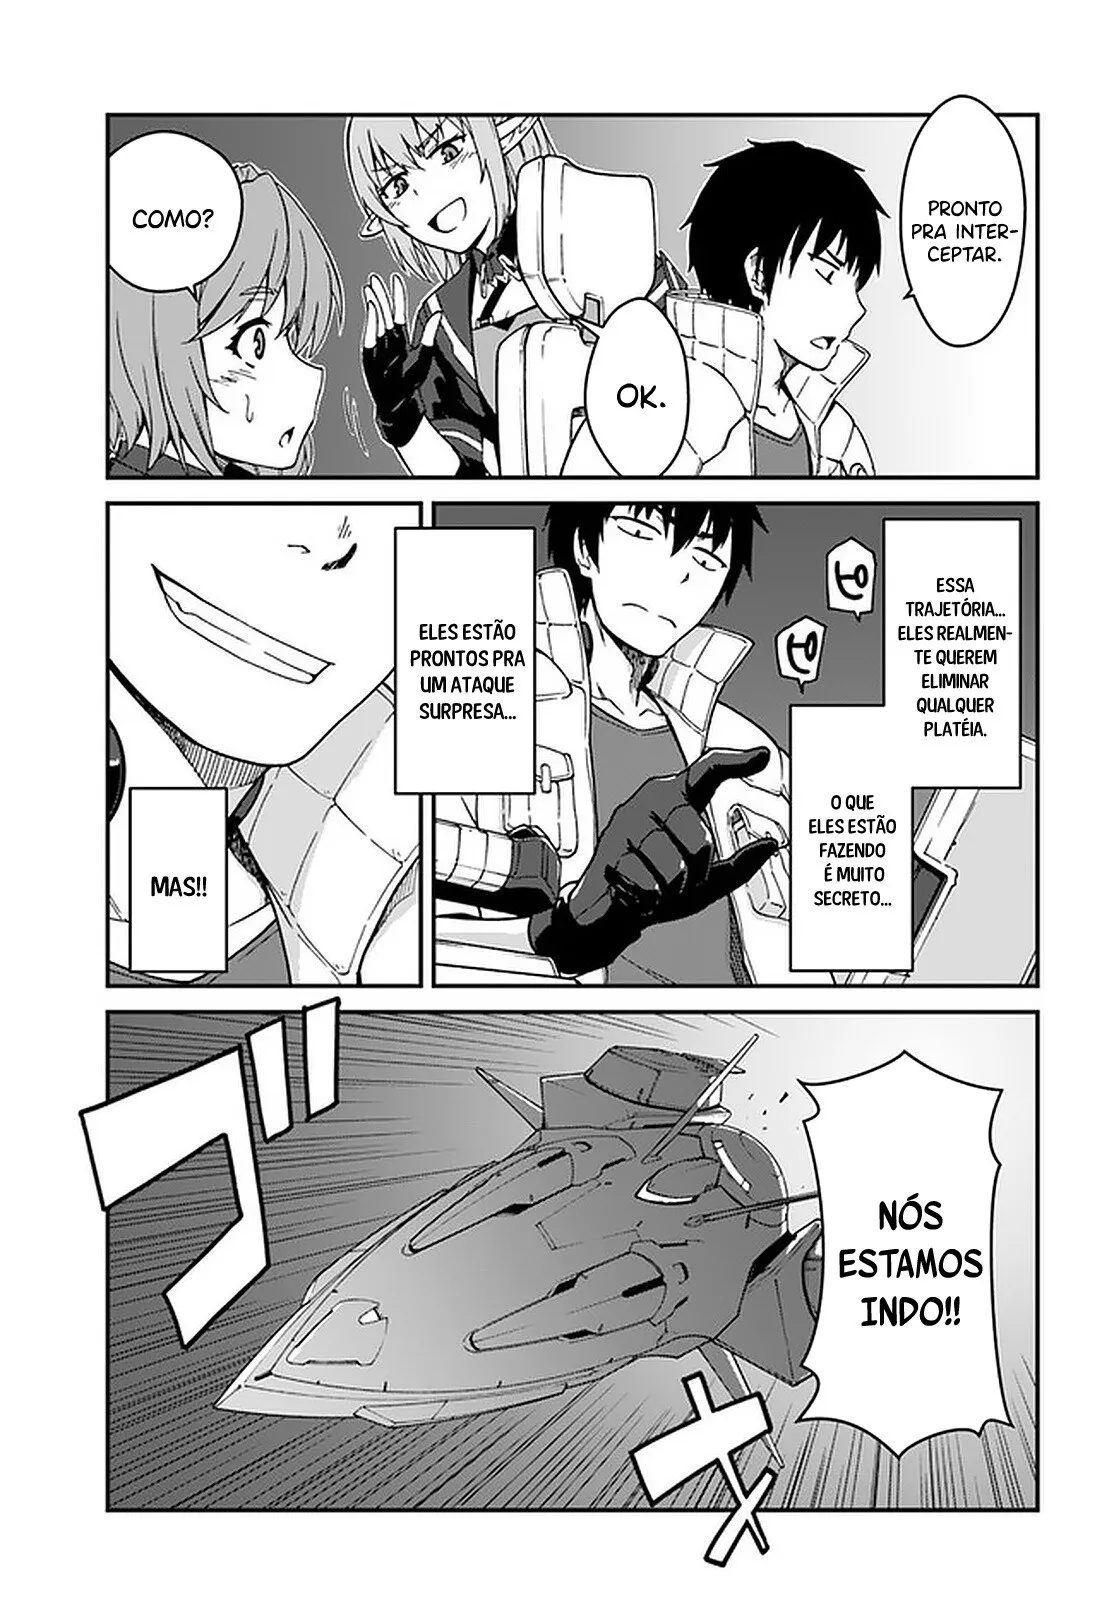 PRONTO
PRA INTER-
CEPTAR.
OK.
COMO?
ESSA
TRAJETÓRIA...
ELES REALMEN-
TE QUEREM
ELIMINAR
QUALQUER
PLATÉIA.
O QUE
ELES ESTÃO
FAZENDO
É MUITO
SECRETO...
ピ
ピ
ELES ESTÃO
PRONTOS PRA
UM ATAQUE
SURPRESA...
MAS!!
NÓS
ESTAMOS
INDO!!